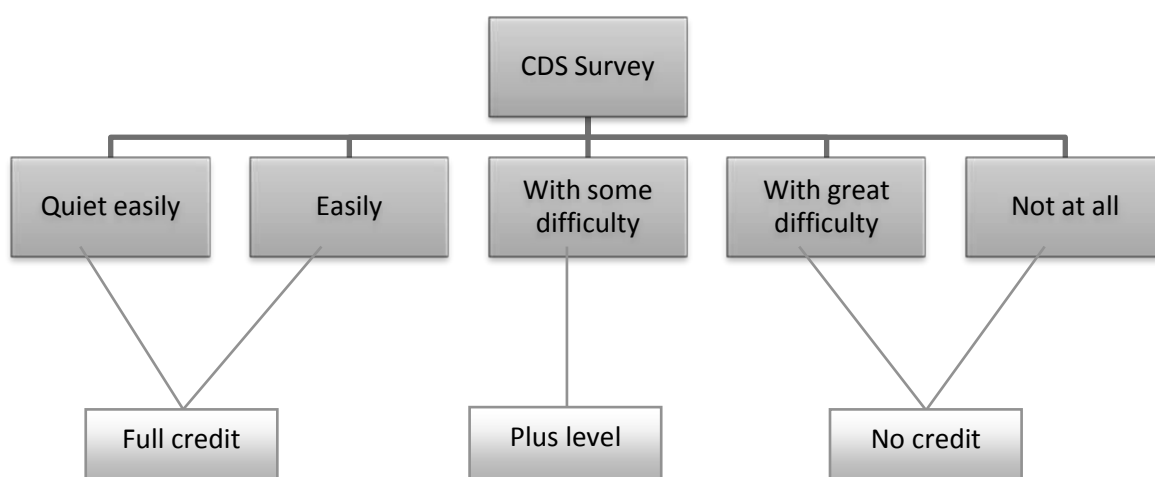 CDS Survey
Quiet easily
Easily
With some
difficulty
With great
difficulty
Not at all
Full credit
Plus level
No credit